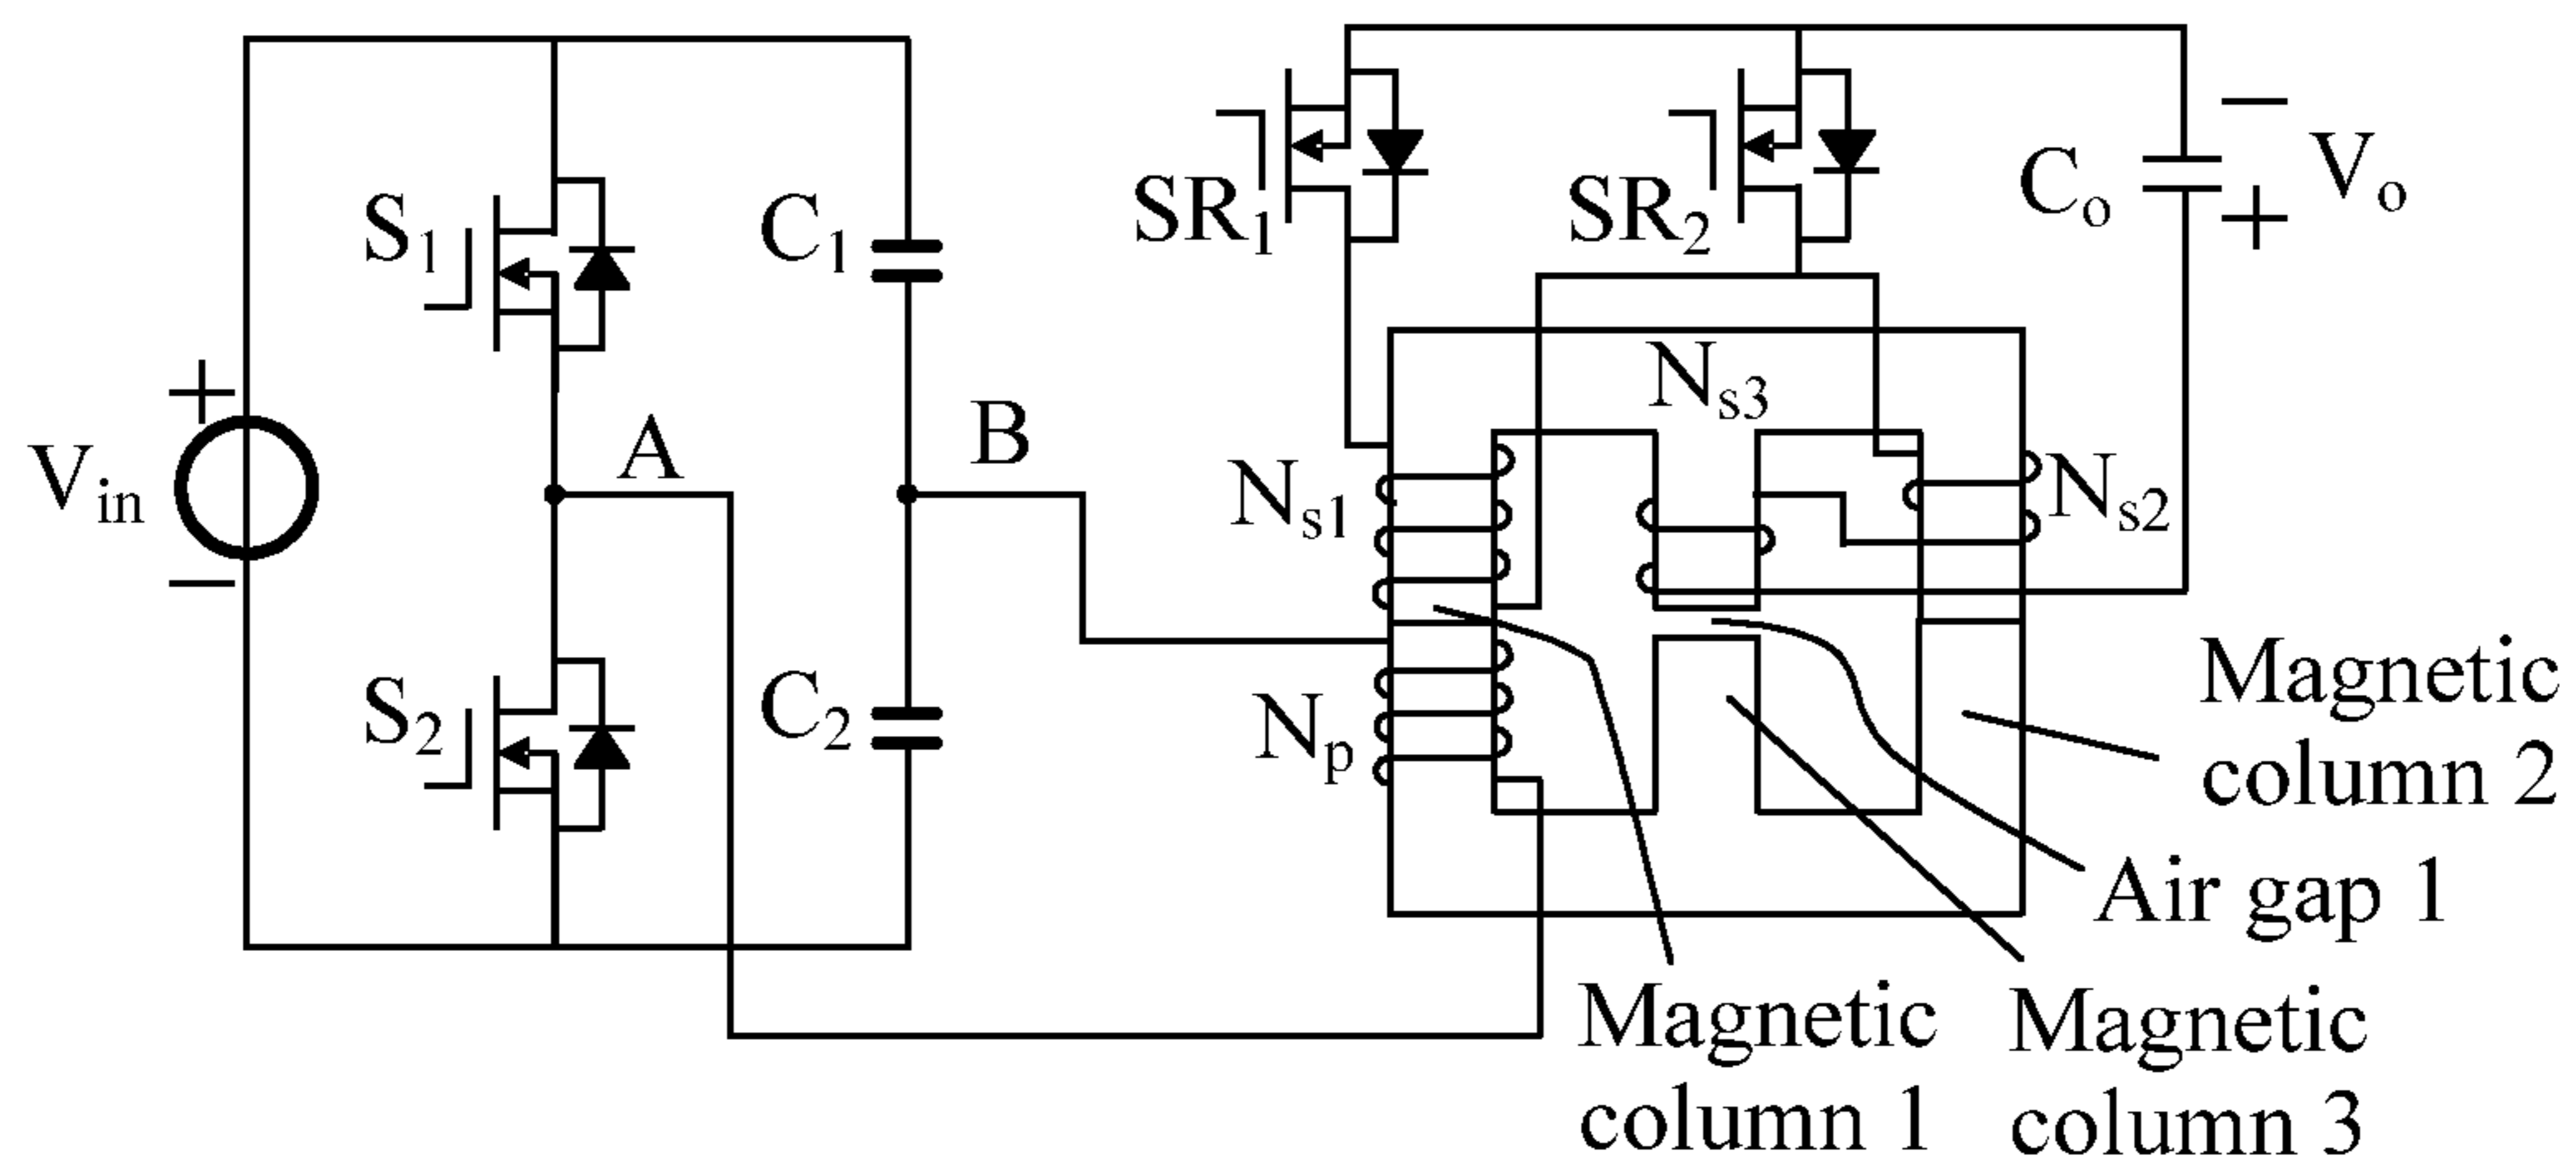 S₁
C₁
SR₁
SR₂
Cₒ
−
Vₒ
+
+
Vᵢₙ
−
A
B
Nₛ₃
Nₛ₁
Nₛ₂
S₂
C₂
Nₚ
Magnetic
column 2
Air gap 1
Magnetic
column 1
Magnetic
column 3